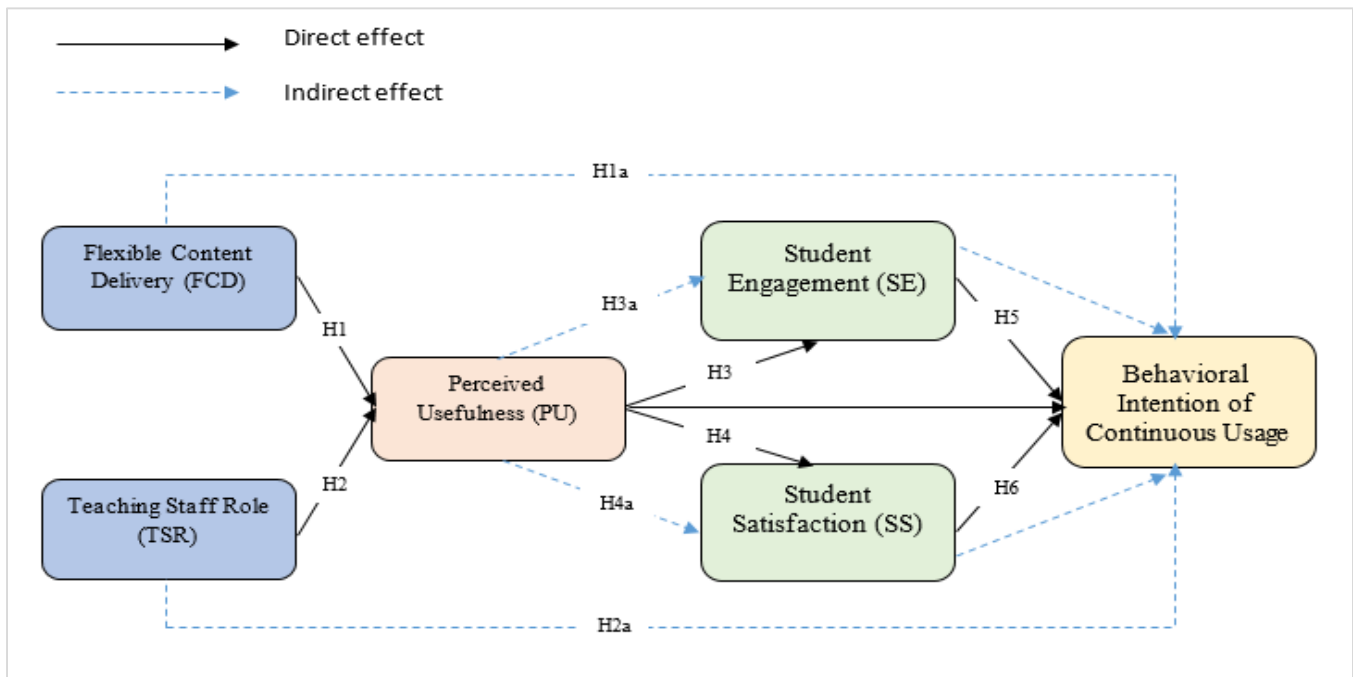 Direct effect
Indirect effect
H1a
Flexible Content
Delivery (FCD)
Student
Engagement (SE)
H3a
H5
H1
Perceived
Usefulness (PU)
H3
Behavioral
Intention of
Continuous Usage
H4
H2
Teaching Staff Role
(TSR)
H4a
Student
Satisfaction (SS)
H6
H2a